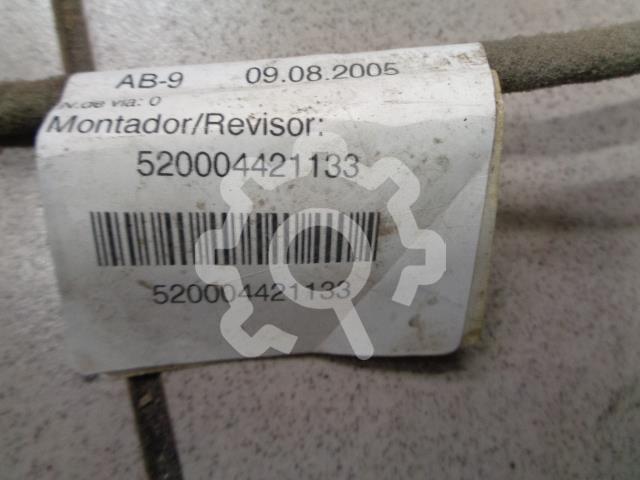 AB-9 09.08.2005
N.de via: 0
Montador/Revisor:
520004421133
520004421133